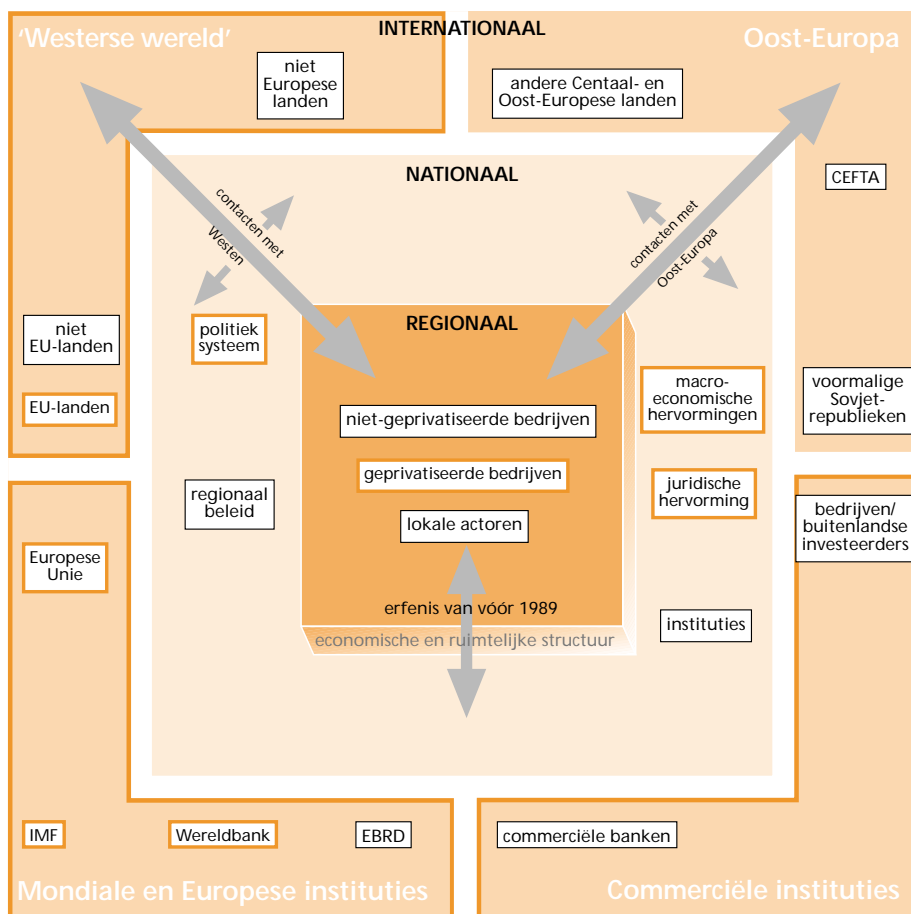 'Westerse wereld'
INTERNATIONAAL
Oost-Europa
niet
Europese
landen
andere Centaal- en
Oost-Europese landen
NATIONAAL
CEFTA
contacten met
Westen
contacten met
Oost-Europa
niet
EU-landen
EU-landen
politiek
systeem
REGIONAAL
macro-
economische
hervormingen
voormalige
Sovjet-
republieken
niet-geprivatiseerde bedrijven
geprivatiseerde bedrijven
lokale actoren
regionaal
beleid
juridische
hervorming
bedrijven/
buitenlandse
investeerders
Europese
Unie
erfenis van vóór 1989
economische en ruimtelijke structuur
instituties
IMF
Wereldbank
EBRD
commerciële banken
Mondiale en Europese instituties
Commerciële instituties